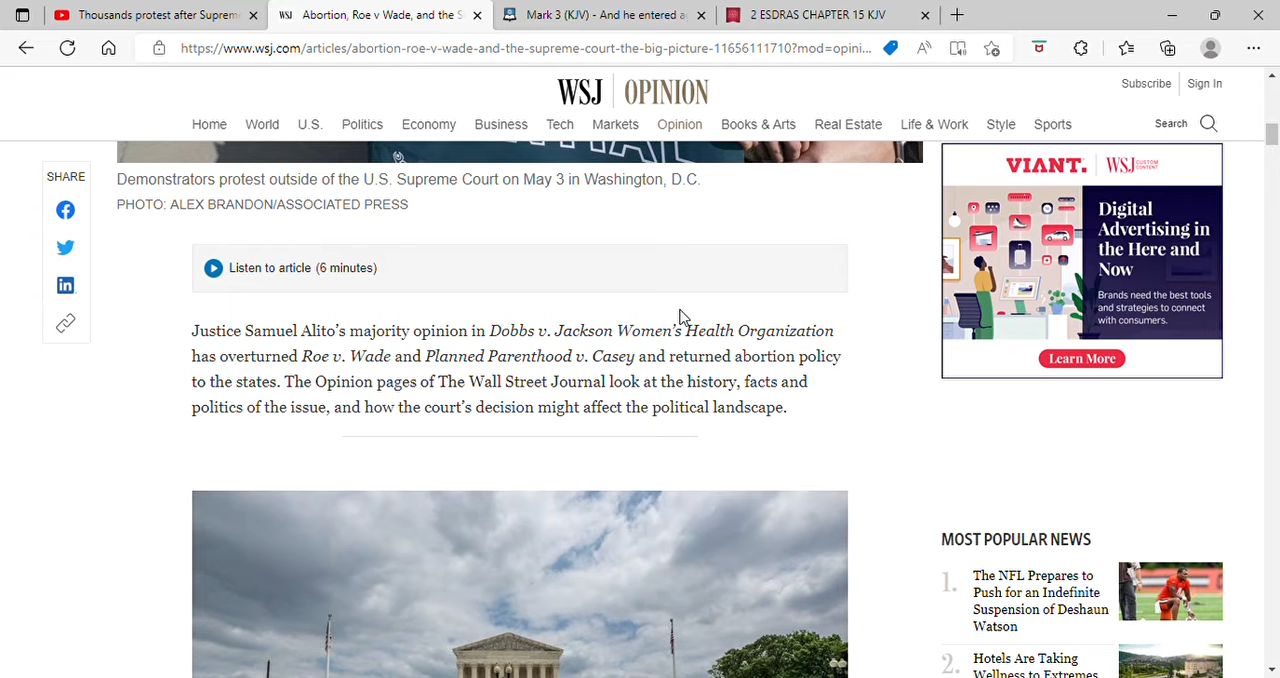 Thousands protest after Supreme
Abortion, Roe v Wade, and the S
Mark 3 (KJV) - And he entered a
2 ESDRAS CHAPTER 15 KJV
https://www.wsj.com/articles/abortion-roe-v-wade-and-the-supreme-court-the-big-picture-11656111710?mod=opini...
WSJ OPINION
Subscribe Sign In
Home World U.S. Politics Economy Business Tech Markets Opinion Books & Arts Real Estate Life & Work Style Sports Search
SHARE
Demonstrators protest outside of the U.S. Supreme Court on May 3 in Washington, D.C.
PHOTO: ALEX BRANDON/ASSOCIATED PRESS
Listen to article (6 minutes)
Justice Samuel Alito’s majority opinion in Dobbs v. Jackson Women’s Health Organization
has overturned Roe v. Wade and Planned Parenthood v. Casey and returned abortion policy
to the states. The Opinion pages of The Wall Street Journal look at the history, facts and
politics of the issue, and how the court’s decision might affect the political landscape.
VIANT. WSJ CUSTOM CONTENT
Digital
Advertising in
the Here and
Now
Brands need the best tools
and strategies to connect
with consumers.
Learn More
MOST POPULAR NEWS
1. The NFL Prepares to
Push for an Indefinite
Suspension of Deshaun
Watson
2. Hotels Are Taking
Wellness to Extremes